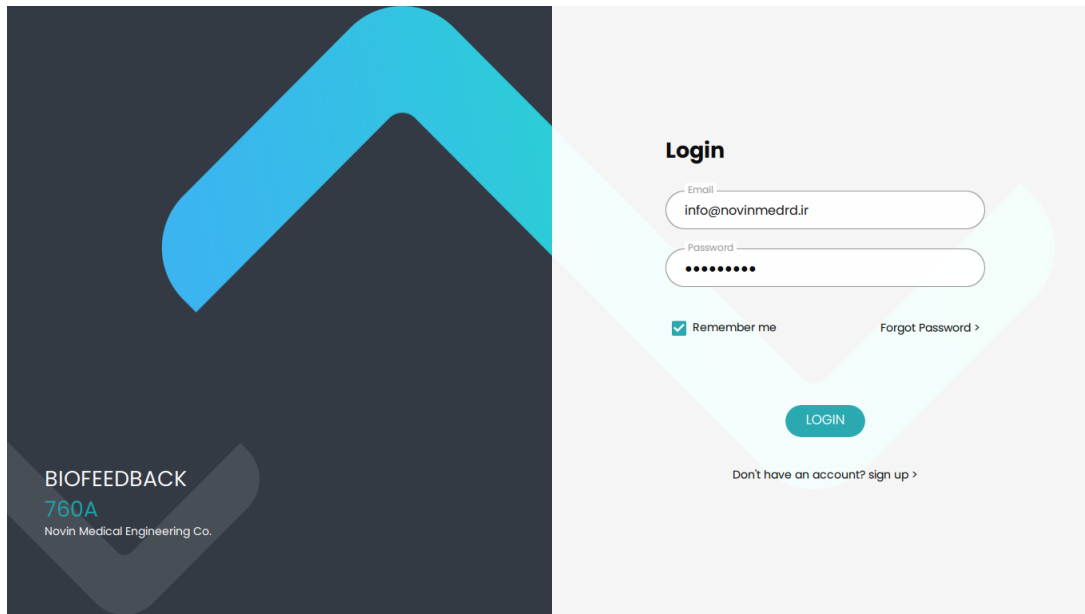 BIOFEEDBACK
760A
Novin Medical Engineering Co.
Login
Email
info@novinmedrd.ir
Password
•••••••••
Remember me
Forgot Password >
LOGIN
Don't have an account? sign up >